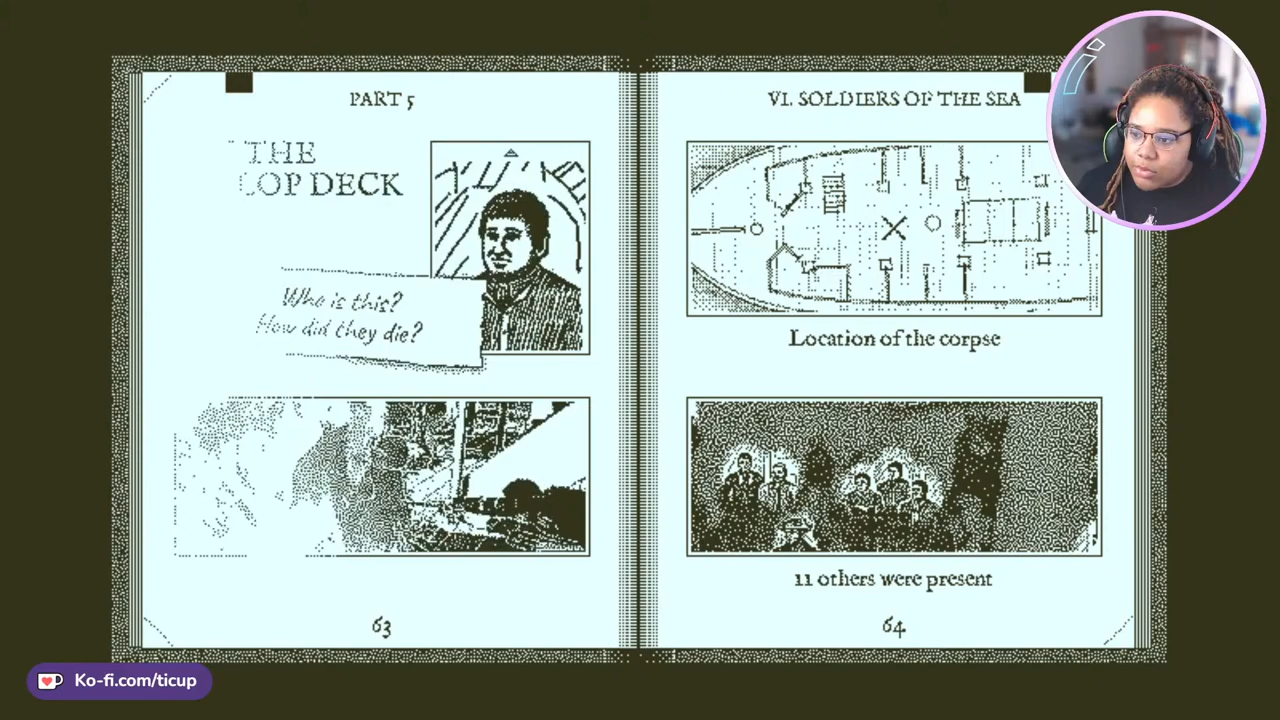 PART 5
THE
TOP DECK
Who is this?
How did they die?
63
VI. SOLDIERS OF THE SEA
Location of the corpse
11 others were present
64
Ko-fi.com/ticup